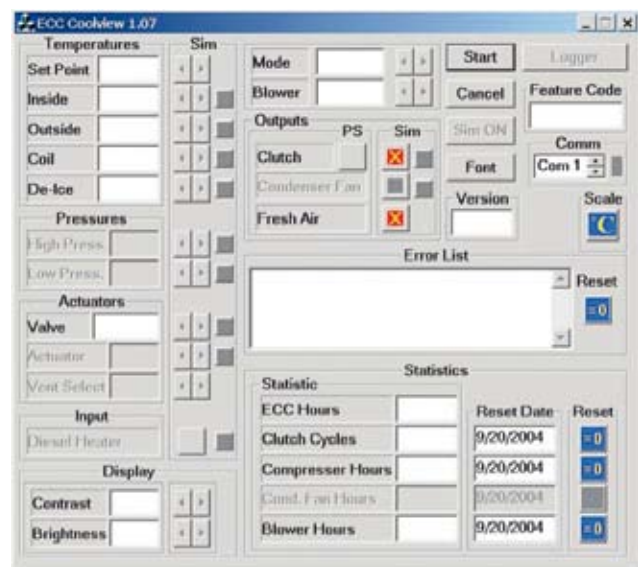 ECC Coolview 1.07
Temperatures
Sim
Set Point
Inside
Outside
Coil
De-Ice
Pressures
High Press.
Low Press.
Actuators
Valve
Actuator
Vent Select
Input
Diesel Heater
Display
Contrast
Brightness
Mode
Blower
Outputs
PS
Sim
Clutch
Condenser Fan
Fresh Air
Start
Logger
Cancel
Feature Code
Sim ON
Comm
Font
Com 1
Version
Scale
°C
Error List
Reset
=0
Statistics
Statistic
Reset Date
Reset
ECC Hours
Clutch Cycles
9/20/2004
=0
Compresser Hours
9/20/2004
=0
Cond. Fan Hours
9/20/2004
Blower Hours
9/20/2004
=0